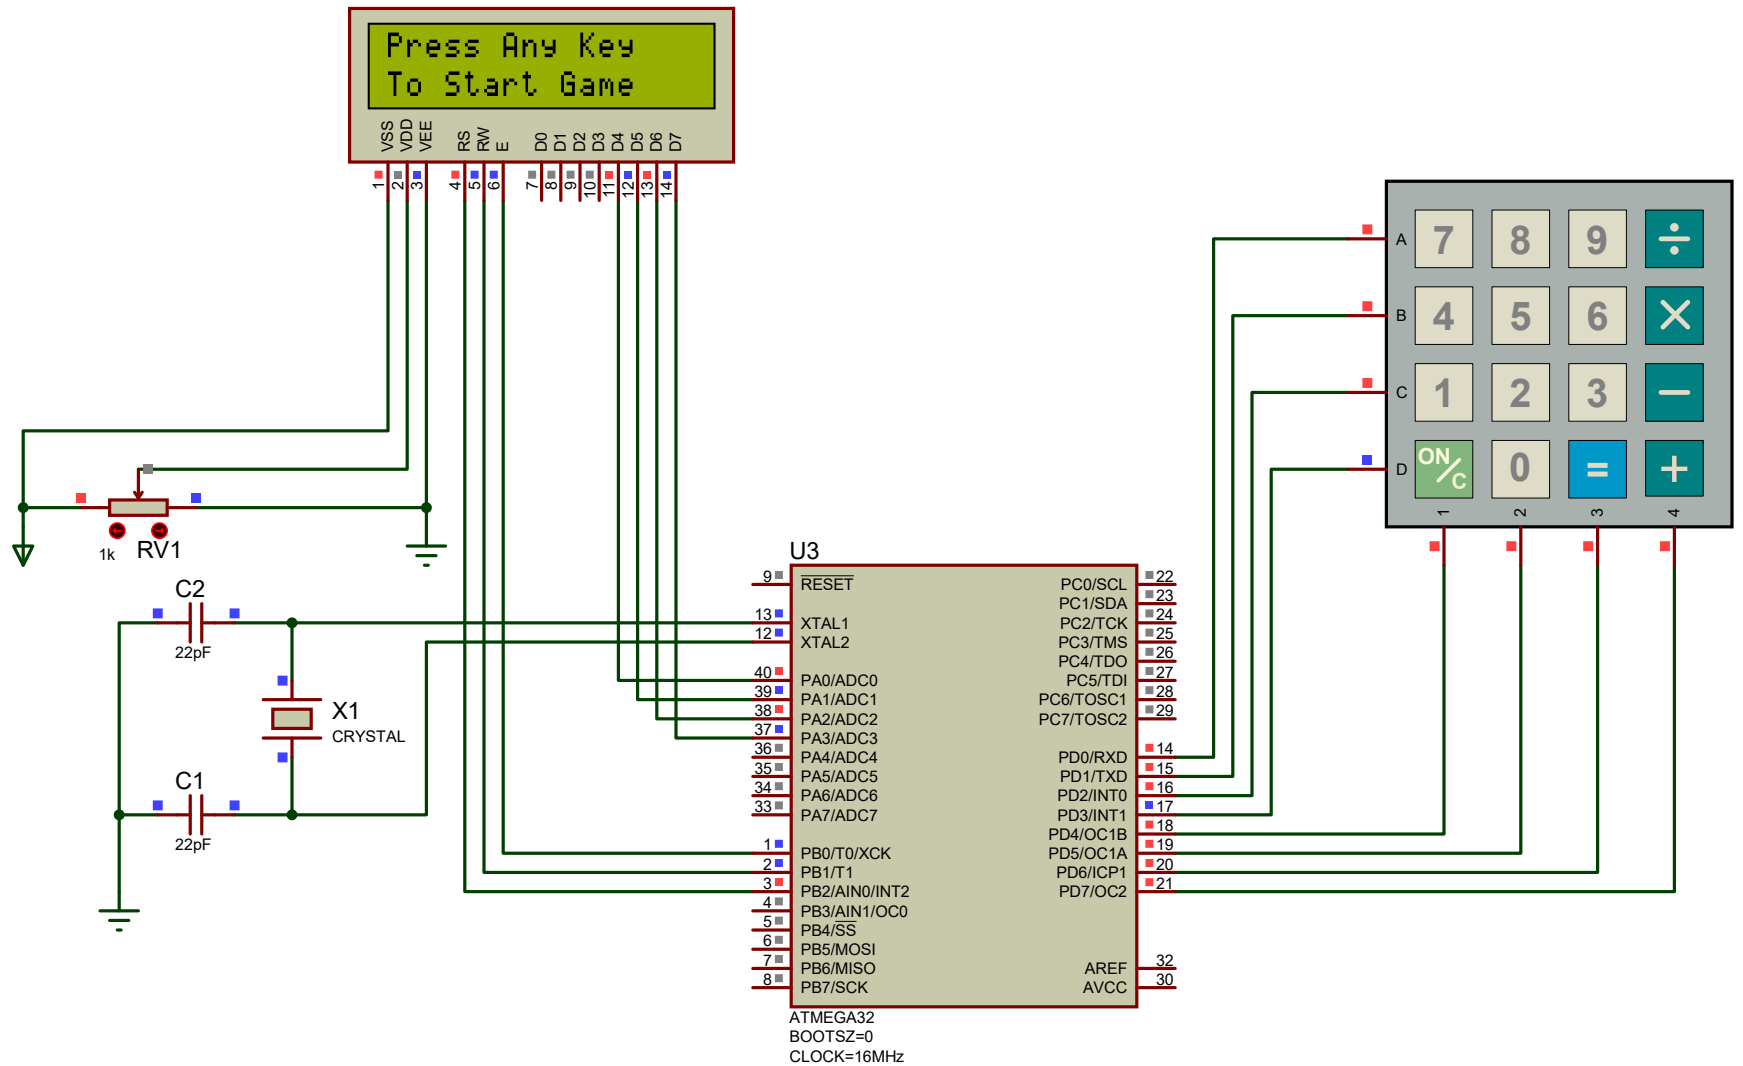 Press Any Key
To Start Game
VSS
VDD
VEE
RS
RW
E
D0
D1
D2
D3
D4
D5
D6
D7
1
2
3
4
5
6
7
8
9
10
11
12
13
14
A
B
C
D
7 8 9 ÷
4 5 6 ×
1 2 3 −
ON/C 0 = +
1
2
3
4
1k
RV1
C2
22pF
X1
CRYSTAL
C1
22pF
U3
9 RESET
13 XTAL1
12 XTAL2
40 PA0/ADC0
39 PA1/ADC1
38 PA2/ADC2
37 PA3/ADC3
36 PA4/ADC4
35 PA5/ADC5
34 PA6/ADC6
33 PA7/ADC7
1 PB0/T0/XCK
2 PB1/T1
3 PB2/AIN0/INT2
4 PB3/AIN1/OC0
5 PB4/SS
6 PB5/MOSI
7 PB6/MISO
8 PB7/SCK
PC0/SCL 22
PC1/SDA 23
PC2/TCK 24
PC3/TMS 25
PC4/TDO 26
PC5/TDI 27
PC6/TOSC1 28
PC7/TOSC2 29
PD0/RXD 14
PD1/TXD 15
PD2/INT0 16
PD3/INT1 17
PD4/OC1B 18
PD5/OC1A 19
PD6/ICP1 20
PD7/OC2 21
AREF 32
AVCC 30
ATMEGA32
BOOTSZ=0
CLOCK=16MHz